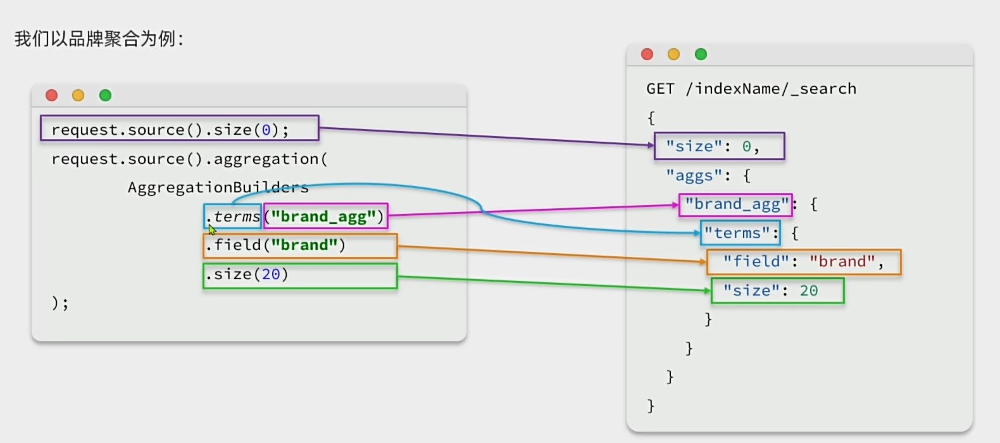 我们以品牌聚合为例：
request.source().size(0);
request.source().aggregation(
AggregationBuilders
.terms("brand_agg")
.field("brand")
.size(20)
);
GET /indexName/_search
{
"size": 0,
"aggs": {
"brand_agg": {
"terms": {
"field": "brand",
"size": 20
}
}
}
}